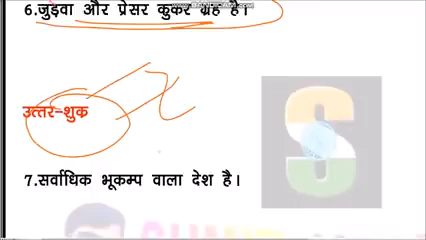 6.जुड़वा और प्रेसर कुकर ग्रह है।
उत्तर-शुक
7.सर्वाधिक भूकम्प वाला देश है।
S